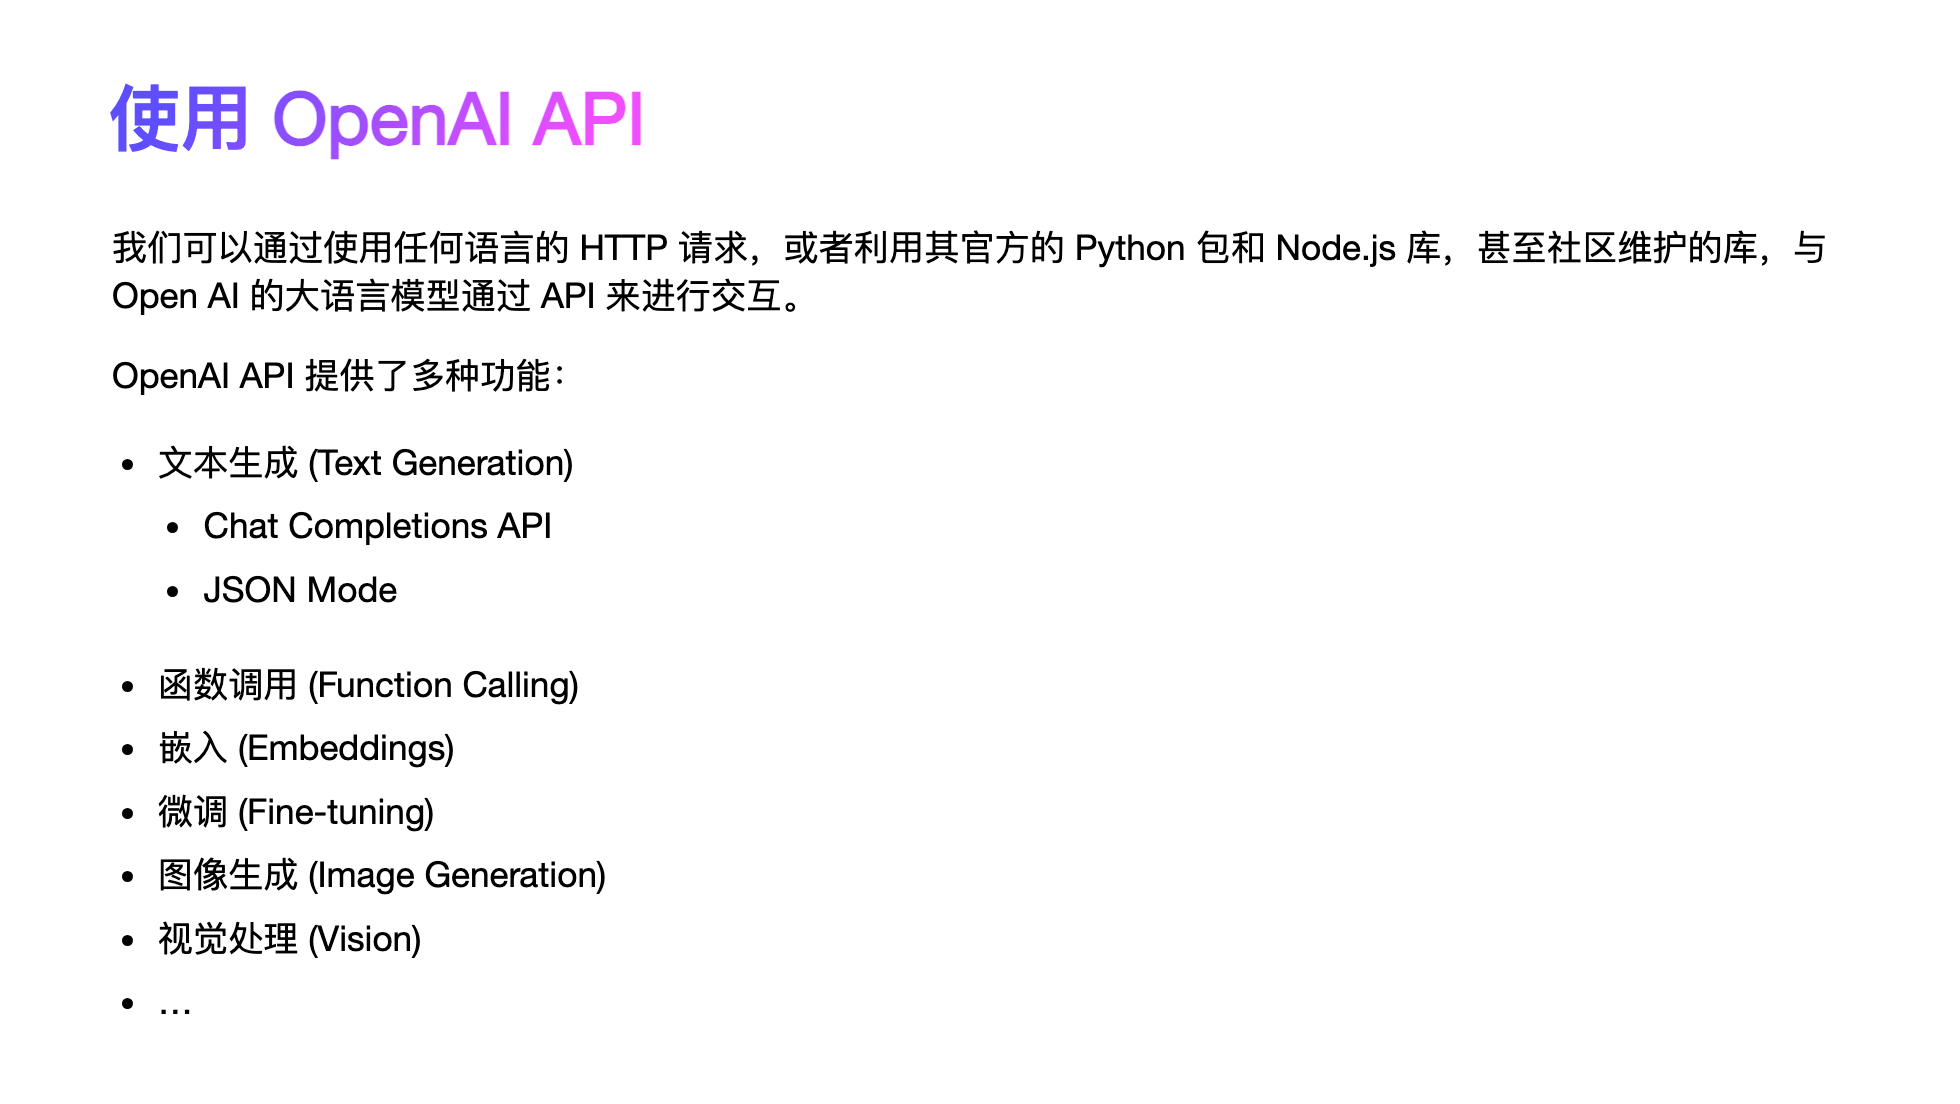 使用 OpenAI API
我们可以通过使用任何语言的 HTTP 请求，或者利用其官方的 Python 包和 Node.js 库，甚至社区维护的库，与
Open AI 的大语言模型通过 API 来进行交互。
OpenAI API 提供了多种功能：
• 文本生成 (Text Generation)
• Chat Completions API
• JSON Mode
• 函数调用 (Function Calling)
• 嵌入 (Embeddings)
• 微调 (Fine-tuning)
• 图像生成 (Image Generation)
• 视觉处理 (Vision)
• …